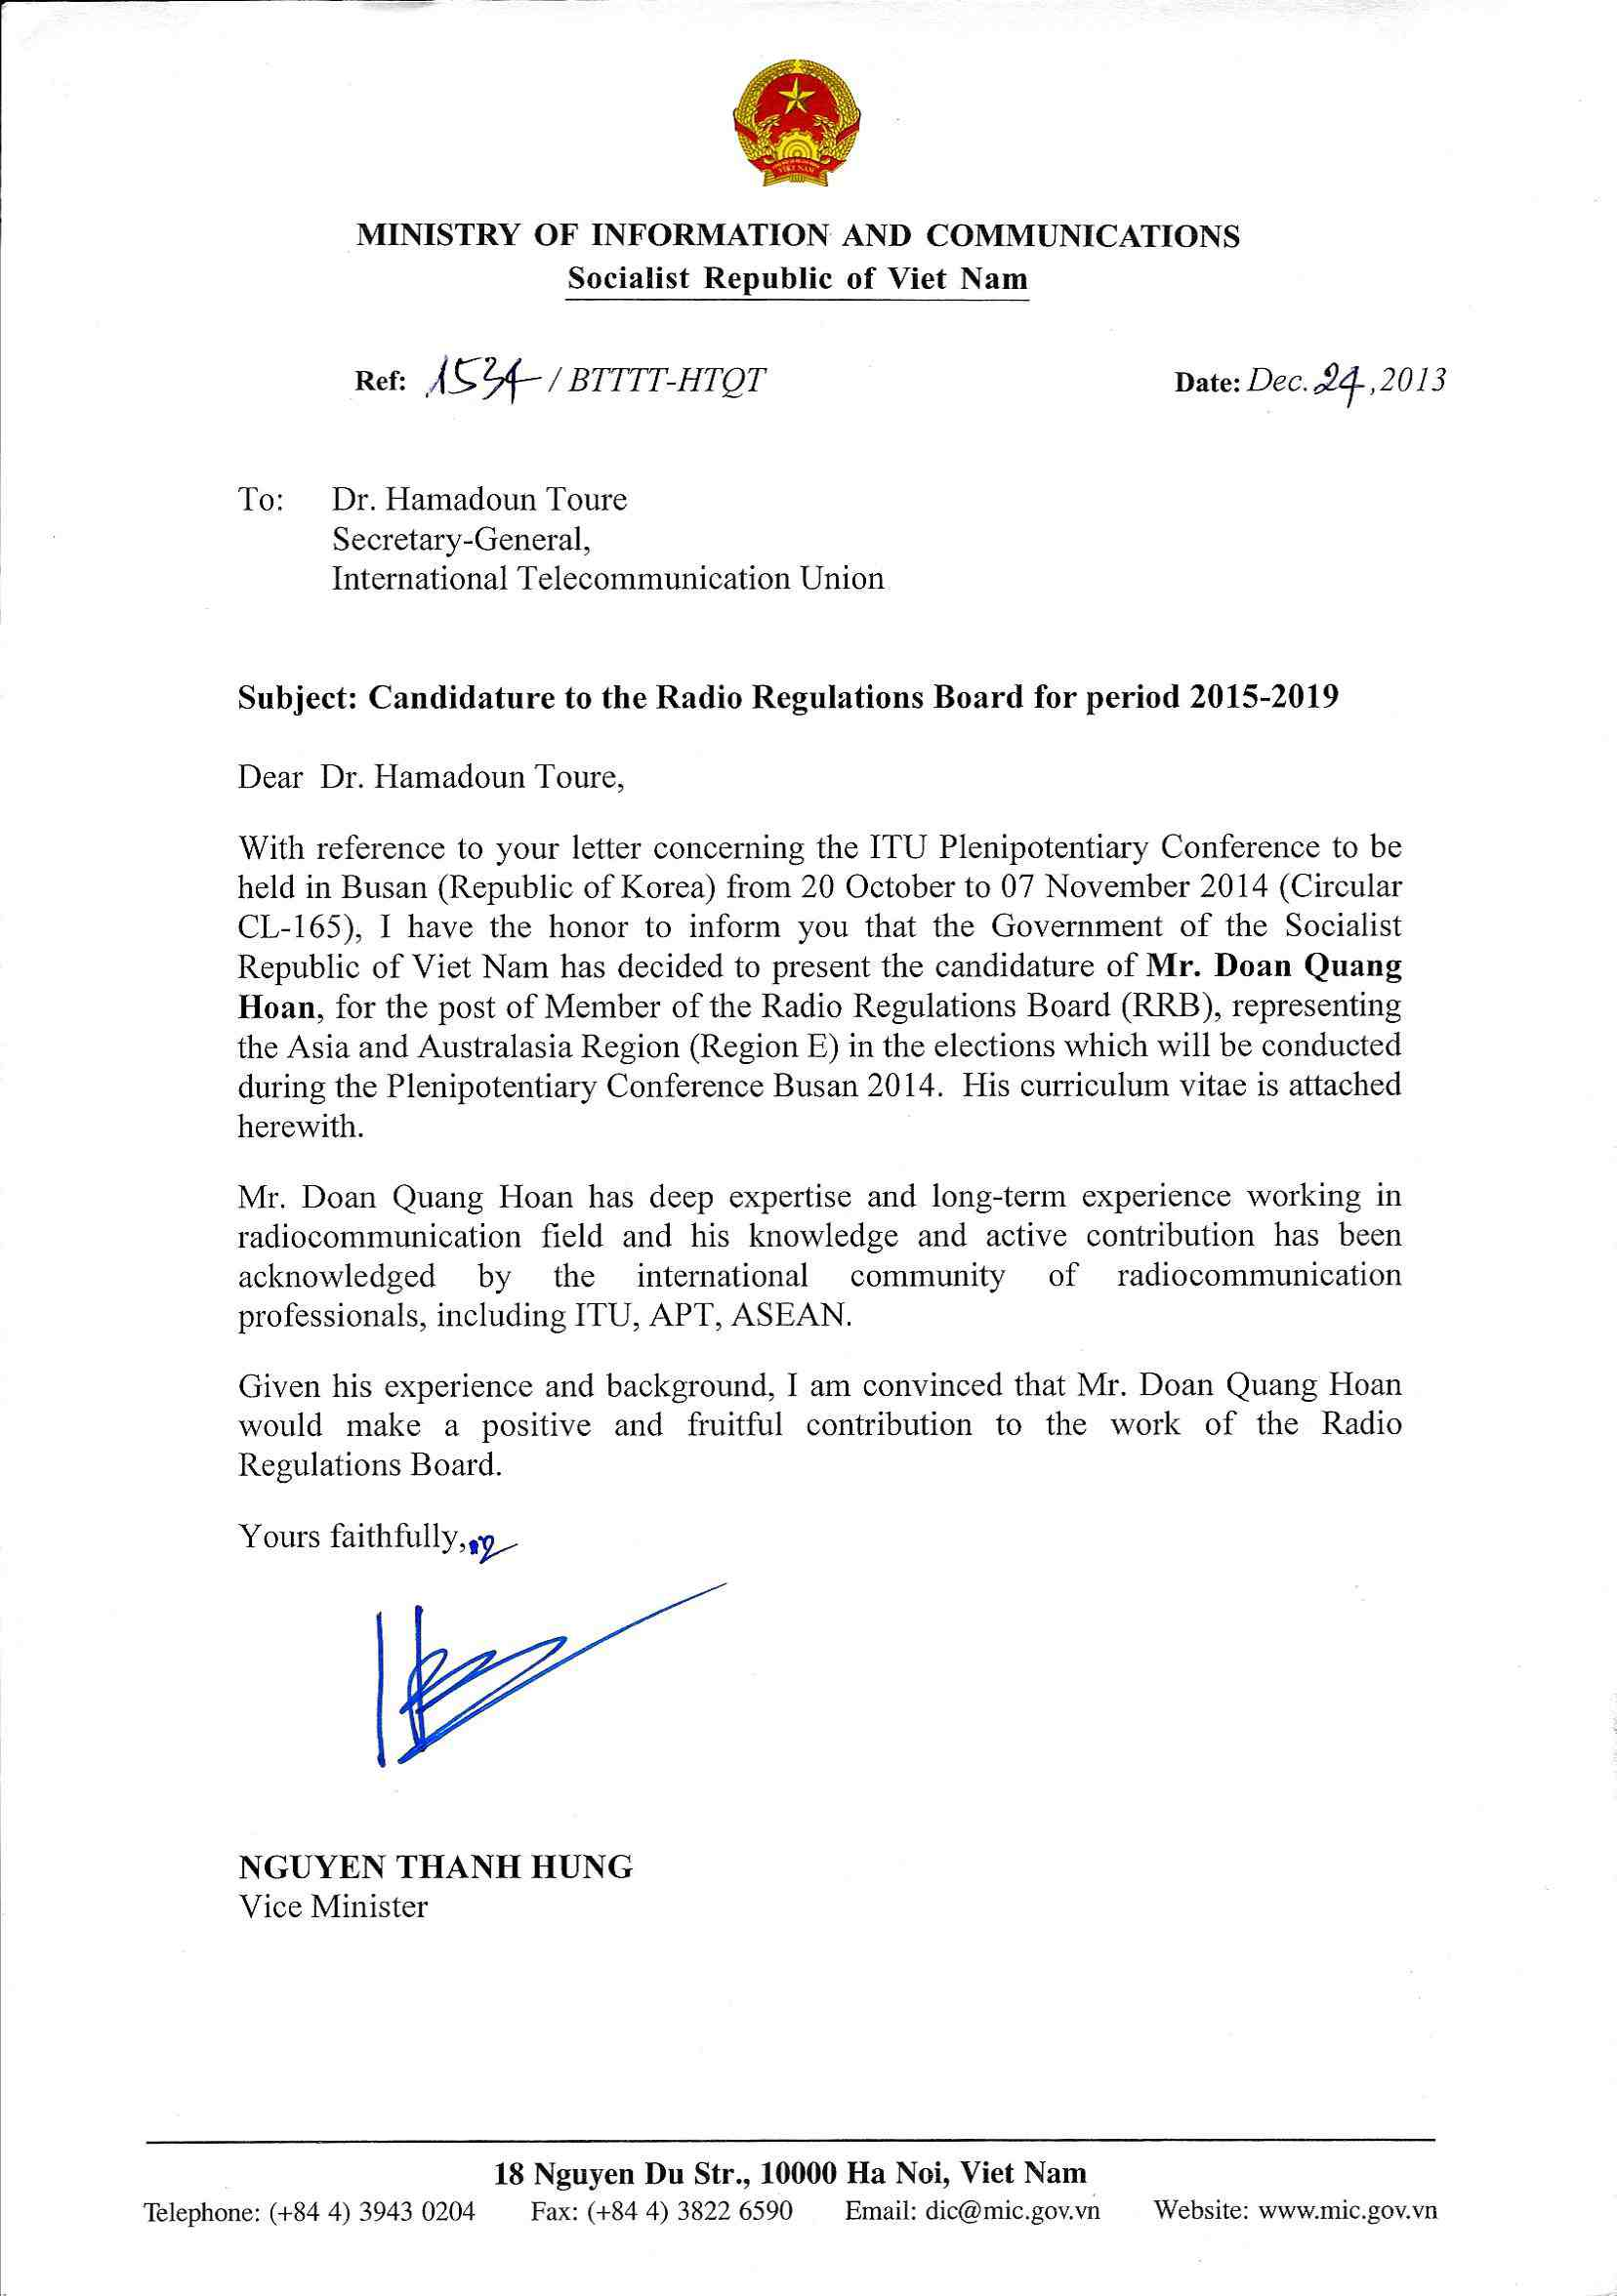 VIET NAM
MINISTRY OF INFORMATION AND COMMUNICATIONS
Socialist Republic of Viet Nam
Ref: 1534 / BTTTT-HTQT Date: Dec. 24, 2013
To: Dr. Hamadoun Toure
Secretary-General,
International Telecommunication Union
Subject: Candidature to the Radio Regulations Board for period 2015-2019
Dear Dr. Hamadoun Toure,
With reference to your letter concerning the ITU Plenipotentiary Conference to be
held in Busan (Republic of Korea) from 20 October to 07 November 2014 (Circular
CL-165), I have the honor to inform you that the Government of the Socialist
Republic of Viet Nam has decided to present the candidature of Mr. Doan Quang
Hoan, for the post of Member of the Radio Regulations Board (RRB), representing
the Asia and Australasia Region (Region E) in the elections which will be conducted
during the Plenipotentiary Conference Busan 2014. His curriculum vitae is attached
herewith.
Mr. Doan Quang Hoan has deep expertise and long-term experience working in
radiocommunication field and his knowledge and active contribution has been
acknowledged by the international community of radiocommunication
professionals, including ITU, APT, ASEAN.
Given his experience and background, I am convinced that Mr. Doan Quang Hoan
would make a positive and fruitful contribution to the work of the Radio
Regulations Board.
Yours faithfully,
NGUYEN THANH HUNG
Vice Minister
18 Nguyen Du Str., 10000 Ha Noi, Viet Nam
Telephone: (+84 4) 3943 0204 Fax: (+84 4) 3822 6590 Email: dic@mic.gov.vn Website: www.mic.gov.vn